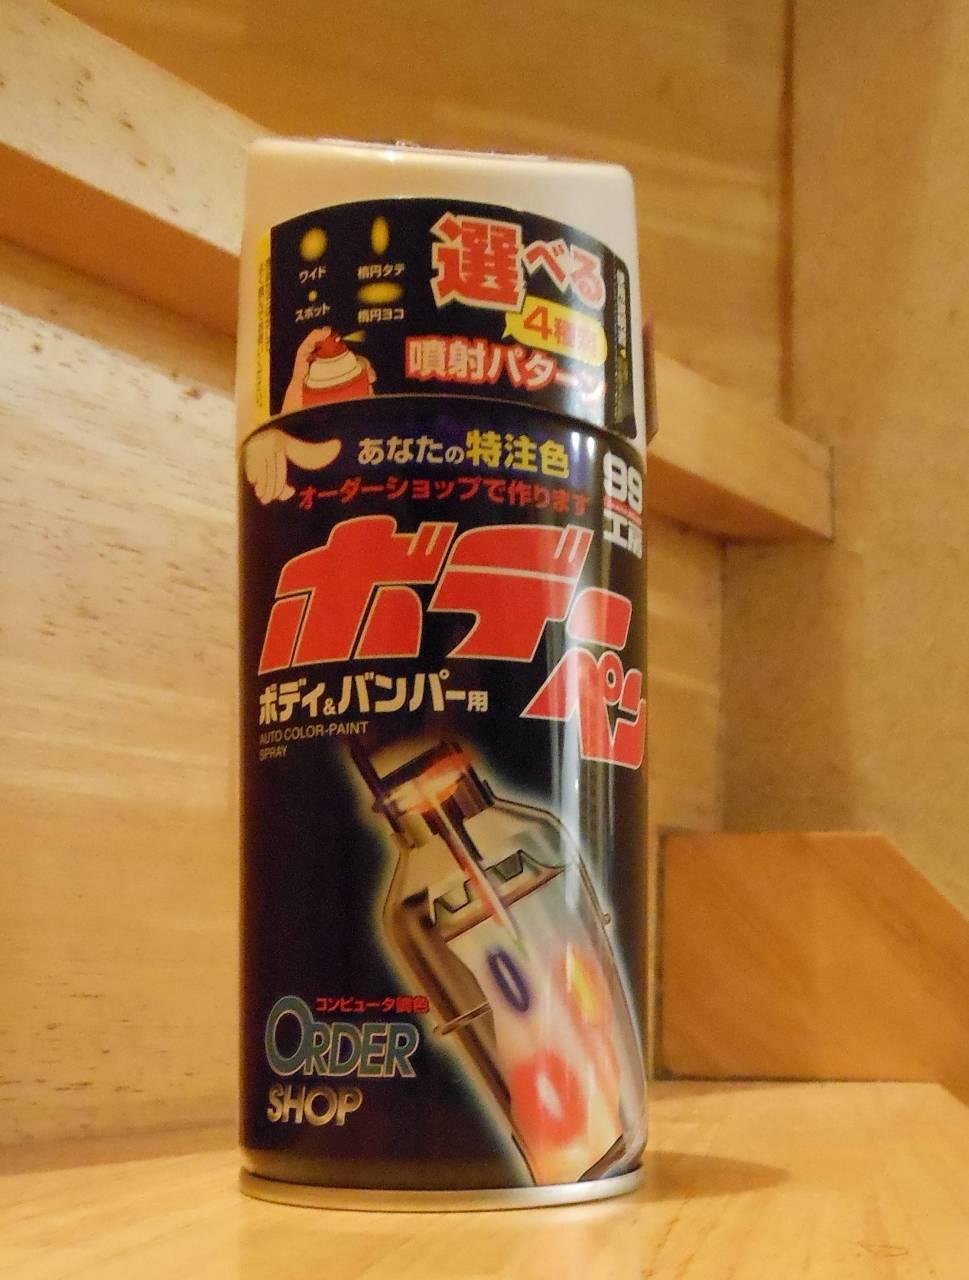 ワイド
楕円タテ
スポット
楕円ヨコ
選べる
4種類
噴射パターン
あなたの特注色
オーダーショップで作ります
99
工房
ボデーペン
ボディ&バンパー用
AUTO COLOR-PAINT
SPRAY
コンピュータ調色
ORDER
SHOP